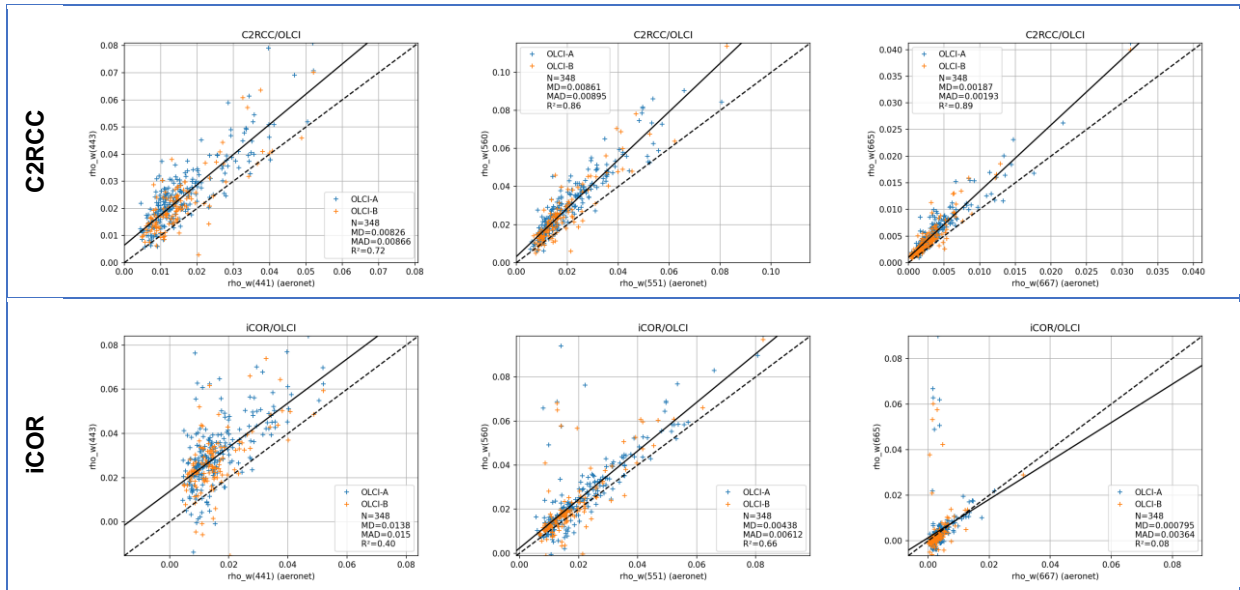 C2RCC
C2RCC/OLCI
rho_w(443)
0.08
0.07
0.06
0.05
0.04
0.03
0.02
0.01
0.00
OLCI-A
OLCI-B
N=348
MD=0.00826
MAD=0.00866
R²=0.72
0.00 0.01 0.02 0.03 0.04 0.05 0.06 0.07 0.08
rho_w(441) (aeronet)
C2RCC/OLCI
rho_w(560)
0.10
0.08
0.06
0.04
0.02
0.00
OLCI-A
OLCI-B
N=348
MD=0.00861
MAD=0.00895
R²=0.86
0.00 0.02 0.04 0.06 0.08 0.10
rho_w(551) (aeronet)
C2RCC/OLCI
rho_w(665)
0.040
0.035
0.030
0.025
0.020
0.015
0.010
0.005
0.000
OLCI-A
OLCI-B
N=348
MD=0.00187
MAD=0.00193
R²=0.89
0.000 0.005 0.010 0.015 0.020 0.025 0.030 0.035 0.040
rho_w(667) (aeronet)
iCOR
iCOR/OLCI
rho_w(443)
0.08
0.06
0.04
0.02
0.00
OLCI-A
OLCI-B
N=348
MD=0.0138
MAD=0.015
R²=0.40
0.00 0.02 0.04 0.06 0.08
rho_w(441) (aeronet)
iCOR/OLCI
rho_w(560)
0.08
0.06
0.04
0.02
0.00
OLCI-A
OLCI-B
N=348
MD=0.00438
MAD=0.00612
R²=0.66
0.00 0.02 0.04 0.06 0.08
rho_w(551) (aeronet)
iCOR/OLCI
rho_w(665)
0.08
0.06
0.04
0.02
0.00
OLCI-A
OLCI-B
N=348
MD=0.000795
MAD=0.00364
R²=0.08
0.00 0.02 0.04 0.06 0.08
rho_w(667) (aeronet)